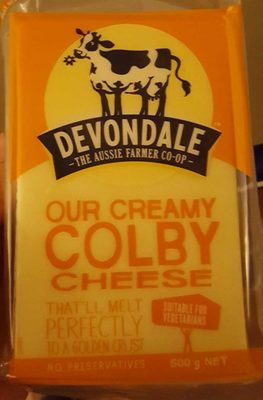 DEVONDALE
- THE AUSSIE FARMER CO-OP -
OUR CREAMY
COLBY
CHEESE
THAT'LL MELT
PERFECTLY
TO A GOLDEN CRUST
SUITABLE FOR
VEGETARIANS
NO PRESERVATIVES
500 g NET